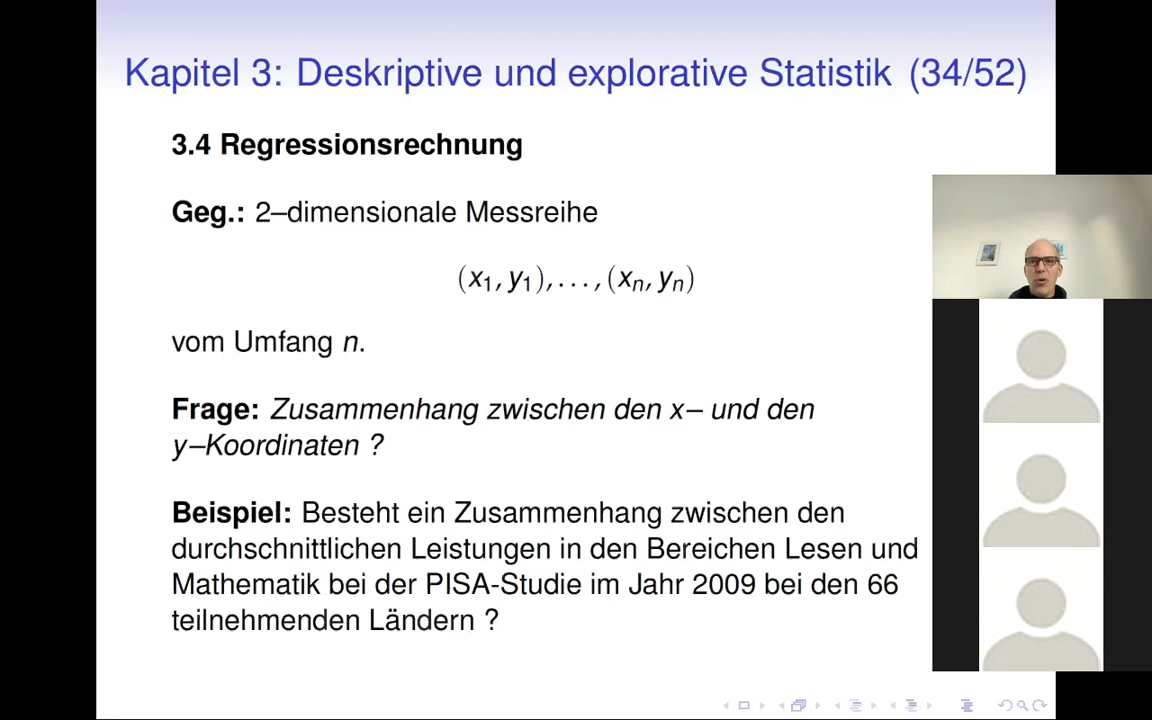 Kapitel 3: Deskriptive und explorative Statistik (34/52)
3.4 Regressionsrechnung
Geg.: 2–dimensionale Messreihe
(x₁, y₁), . . . , (xₙ, yₙ)
vom Umfang n.
Frage: Zusammenhang zwischen den x– und den
y–Koordinaten ?
Beispiel: Besteht ein Zusammenhang zwischen den
durchschnittlichen Leistungen in den Bereichen Lesen und
Mathematik bei der PISA-Studie im Jahr 2009 bei den 66
teilnehmenden Ländern ?